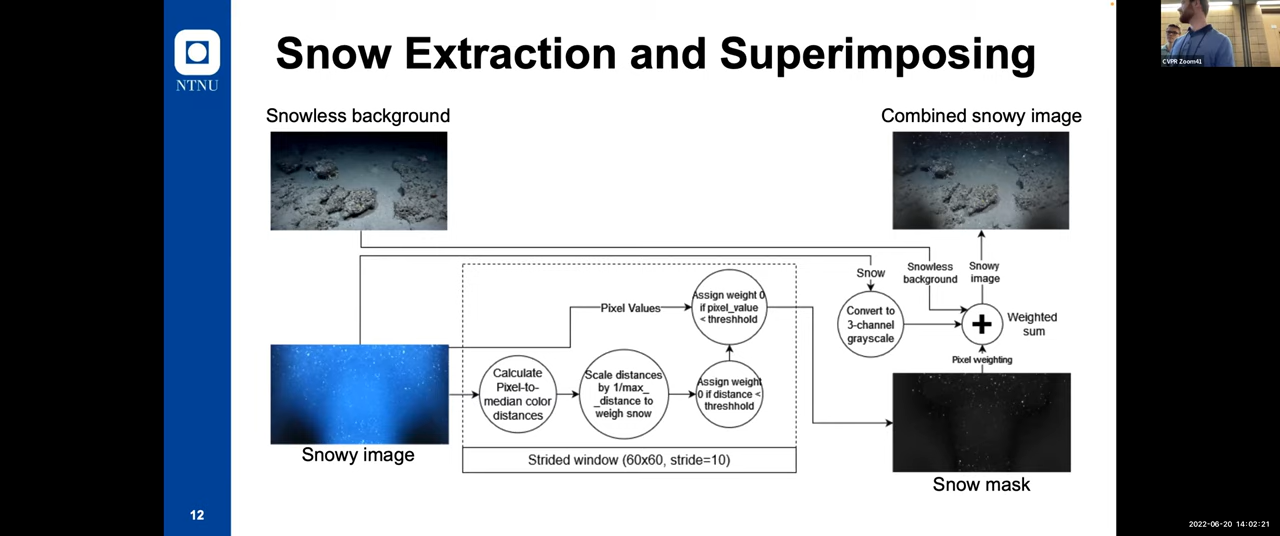 Snow Extraction and Superimposing
NTNU
CVPR Zoom41
Snowless background
Combined snowy image
Snow
Snowless
background
Snowy
image
Pixel Values
Assign weight 0
if pixel_value
< threshhold
Convert to
3-channel
grayscale
+
Weighted
sum
Pixel weighting
Calculate
Pixel-to-
median color
distances
Scale distances
by 1/max_
_distance to
weigh snow
Assign weight
0 if distance <
threshhold
Snowy image
Strided window (60x60, stride=10)
Snow mask
12
2022-06-20 14:02:21